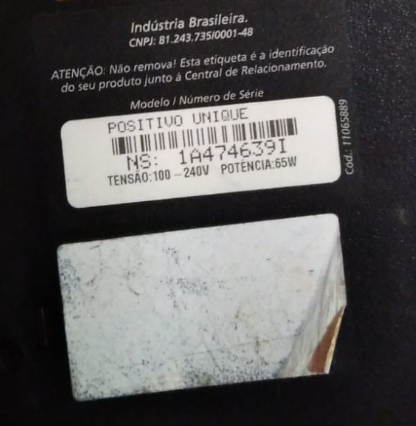 Indústria Brasileira.
CNPJ: 81.243.735/0001-48
ATENÇÃO: Não remova! Esta etiqueta é a identificação
do seu produto junto à Central de Relacionamento.
Modelo / Número de Série
POSITIVO UNIQUE
NS: 1A474639I
TENSÃO:100-240V POTÊNCIA:65W
Cód.: 11065889